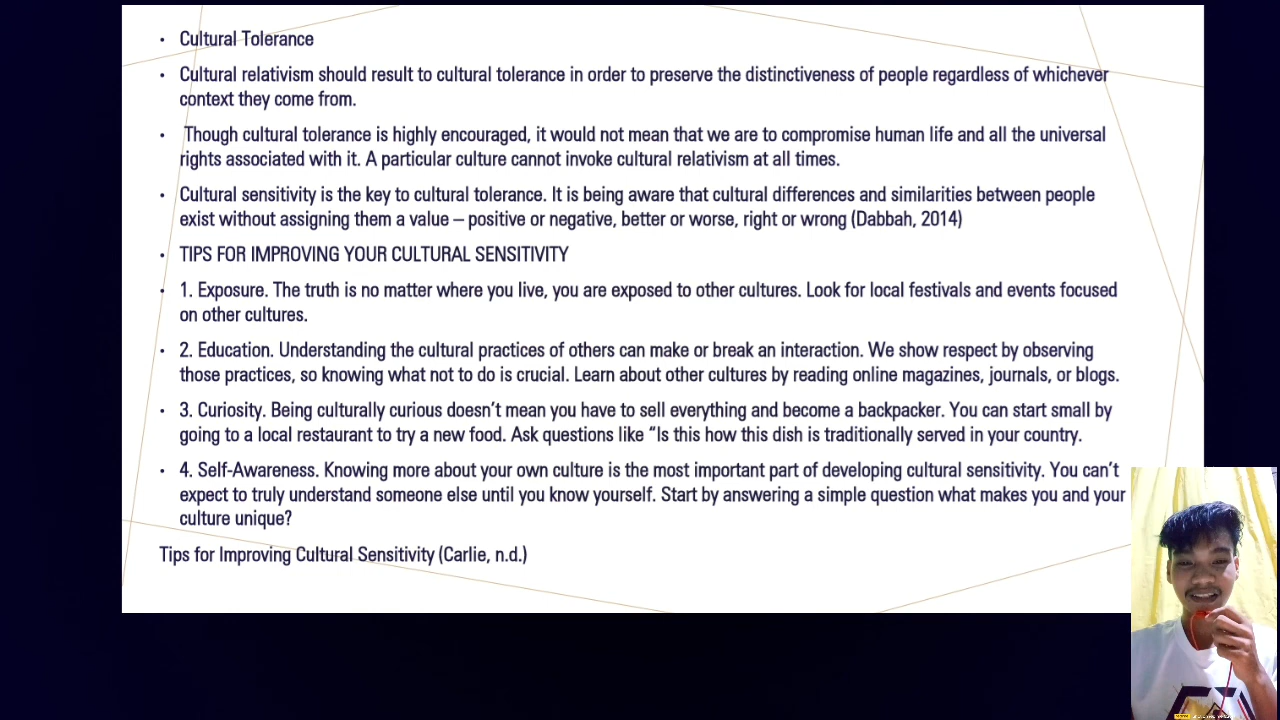 • Cultural Tolerance
• Cultural relativism should result to cultural tolerance in order to preserve the distinctiveness of people regardless of whichever
context they come from.
• Though cultural tolerance is highly encouraged, it would not mean that we are to compromise human life and all the universal
rights associated with it. A particular culture cannot invoke cultural relativism at all times.
• Cultural sensitivity is the key to cultural tolerance. It is being aware that cultural differences and similarities between people
exist without assigning them a value – positive or negative, better or worse, right or wrong (Dabbah, 2014)
• TIPS FOR IMPROVING YOUR CULTURAL SENSITIVITY
• 1. Exposure. The truth is no matter where you live, you are exposed to other cultures. Look for local festivals and events focused
on other cultures.
• 2. Education. Understanding the cultural practices of others can make or break an interaction. We show respect by observing
those practices, so knowing what not to do is crucial. Learn about other cultures by reading online magazines, journals, or blogs.
• 3. Curiosity. Being culturally curious doesn’t mean you have to sell everything and become a backpacker. You can start small by
going to a local restaurant to try a new food. Ask questions like “Is this how this dish is traditionally served in your country.
• 4. Self-Awareness. Knowing more about your own culture is the most important part of developing cultural sensitivity. You can’t
expect to truly understand someone else until you know yourself. Start by answering a simple question what makes you and your
culture unique?
Tips for Improving Cultural Sensitivity (Carlie, n.d.)